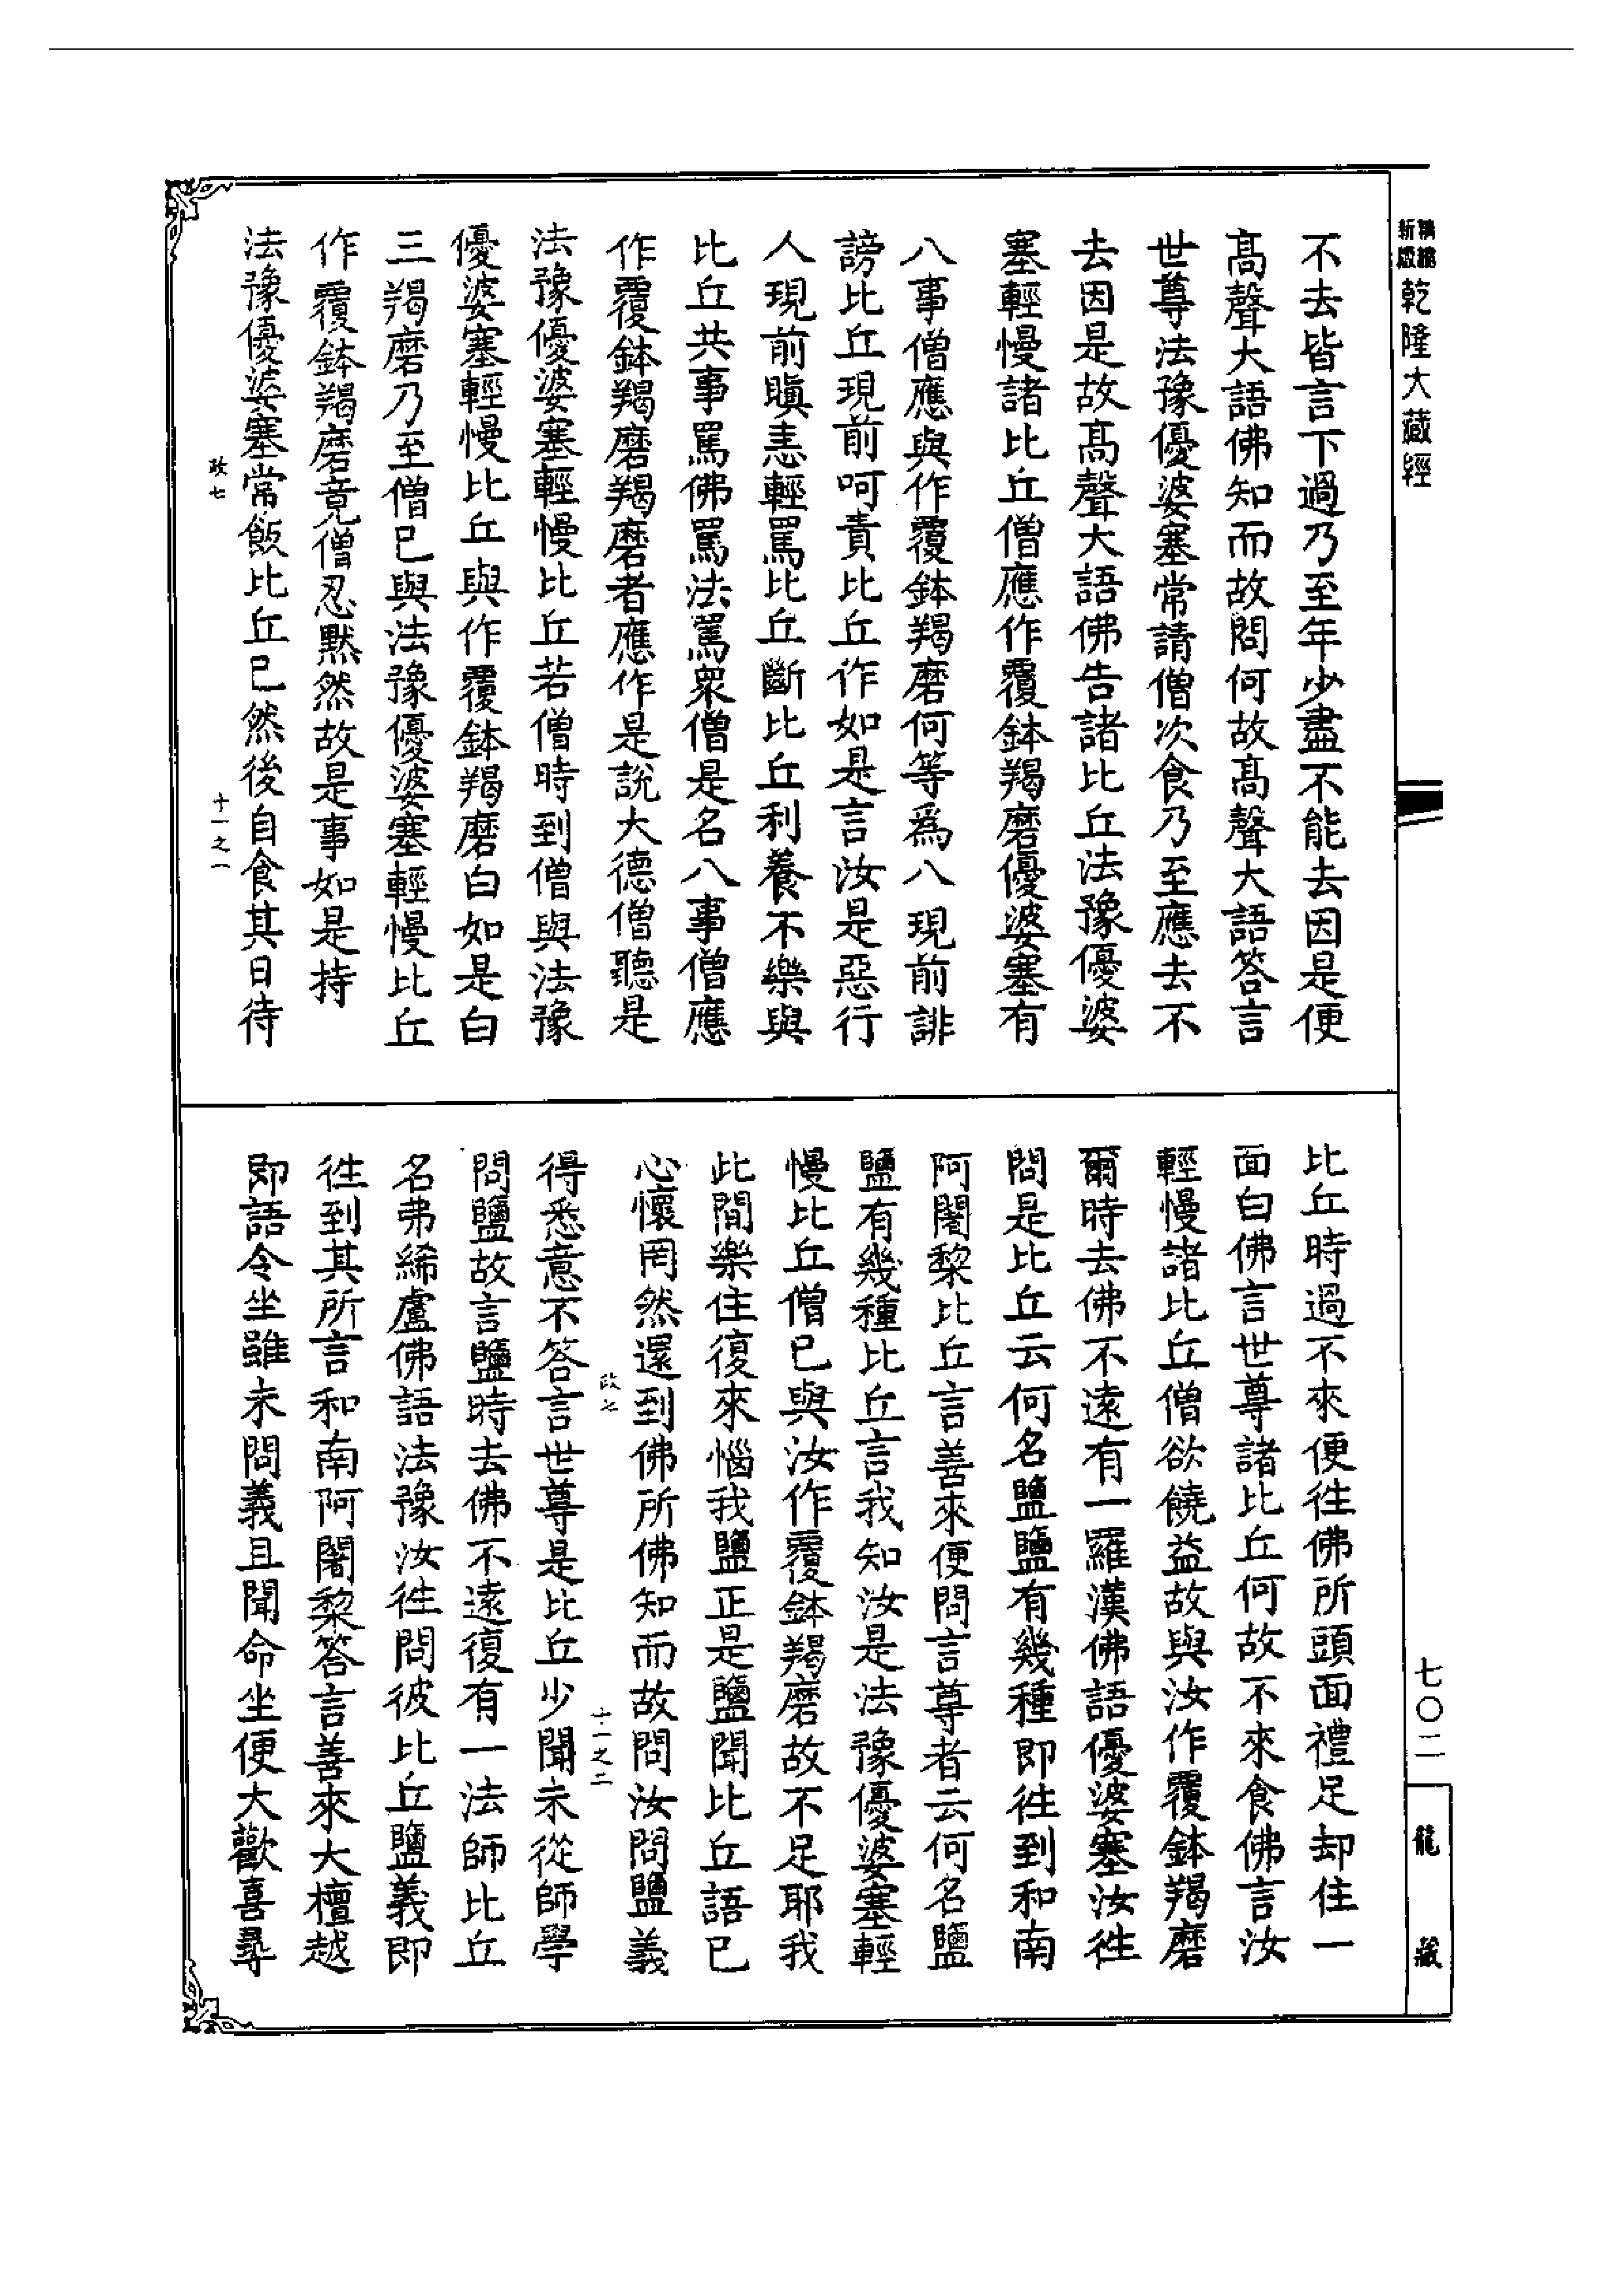 精編
新版
乾隆大藏經
不去皆言下過乃至年少盡不能去因是便
高聲大語佛知而故問何故高聲大語答言
世尊法豫優婆塞常請僧次食乃至應去不
去因是故高聲大語佛告諸比丘法豫優婆
塞輕慢諸比丘僧應作覆鉢羯磨優婆塞有
八事僧應與作覆鉢羯磨何等爲八現前誹
謗比丘現前呵責比丘作如是言汝是惡行
人現前瞋恚輕罵比丘斷比丘利養不樂與
比丘共事罵佛罵法罵衆僧是名八事僧應
作覆鉢羯磨羯磨者應作是說大德僧聽是
法豫優婆塞輕慢比丘若僧時到僧與法豫
優婆塞輕慢比丘與作覆鉢羯磨白如是白
三羯磨乃至僧已與法豫優婆塞輕慢比丘
作覆鉢羯磨竟僧忍默然故是事如是持
法豫優婆塞常飯比丘已然後自食其日待
政七
十一之一
比丘時過不來便徃佛所頭面禮足却住一
面白佛言世尊諸比丘何故不來食佛言汝
輕慢諸比丘僧欲饒益故與汝作覆鉢羯磨
爾時去佛不遠有一羅漢佛語優婆塞汝徃
問是比丘云何名鹽鹽有幾種即徃到和南
阿闍黎比丘言善來便問言尊者云何名鹽
鹽有幾種比丘言我知汝是法豫優婆塞輕
慢比丘僧已與汝作覆鉢羯磨故不足耶我
此間樂住復來惱我鹽正是鹽聞比丘語已
心懷罔然還到佛所佛知而故問汝問鹽義
政七
十一之二
得悉意不答言世尊是比丘少聞未從師學
問鹽故言鹽時去佛不遠復有一法師比丘
名弗絺盧佛語法豫汝徃問彼比丘鹽義即
徃到其所言和南阿闍黎答言善來大檀越
即語令坐雖未問義且聞命坐便大歡喜尋
七〇二
龍藏